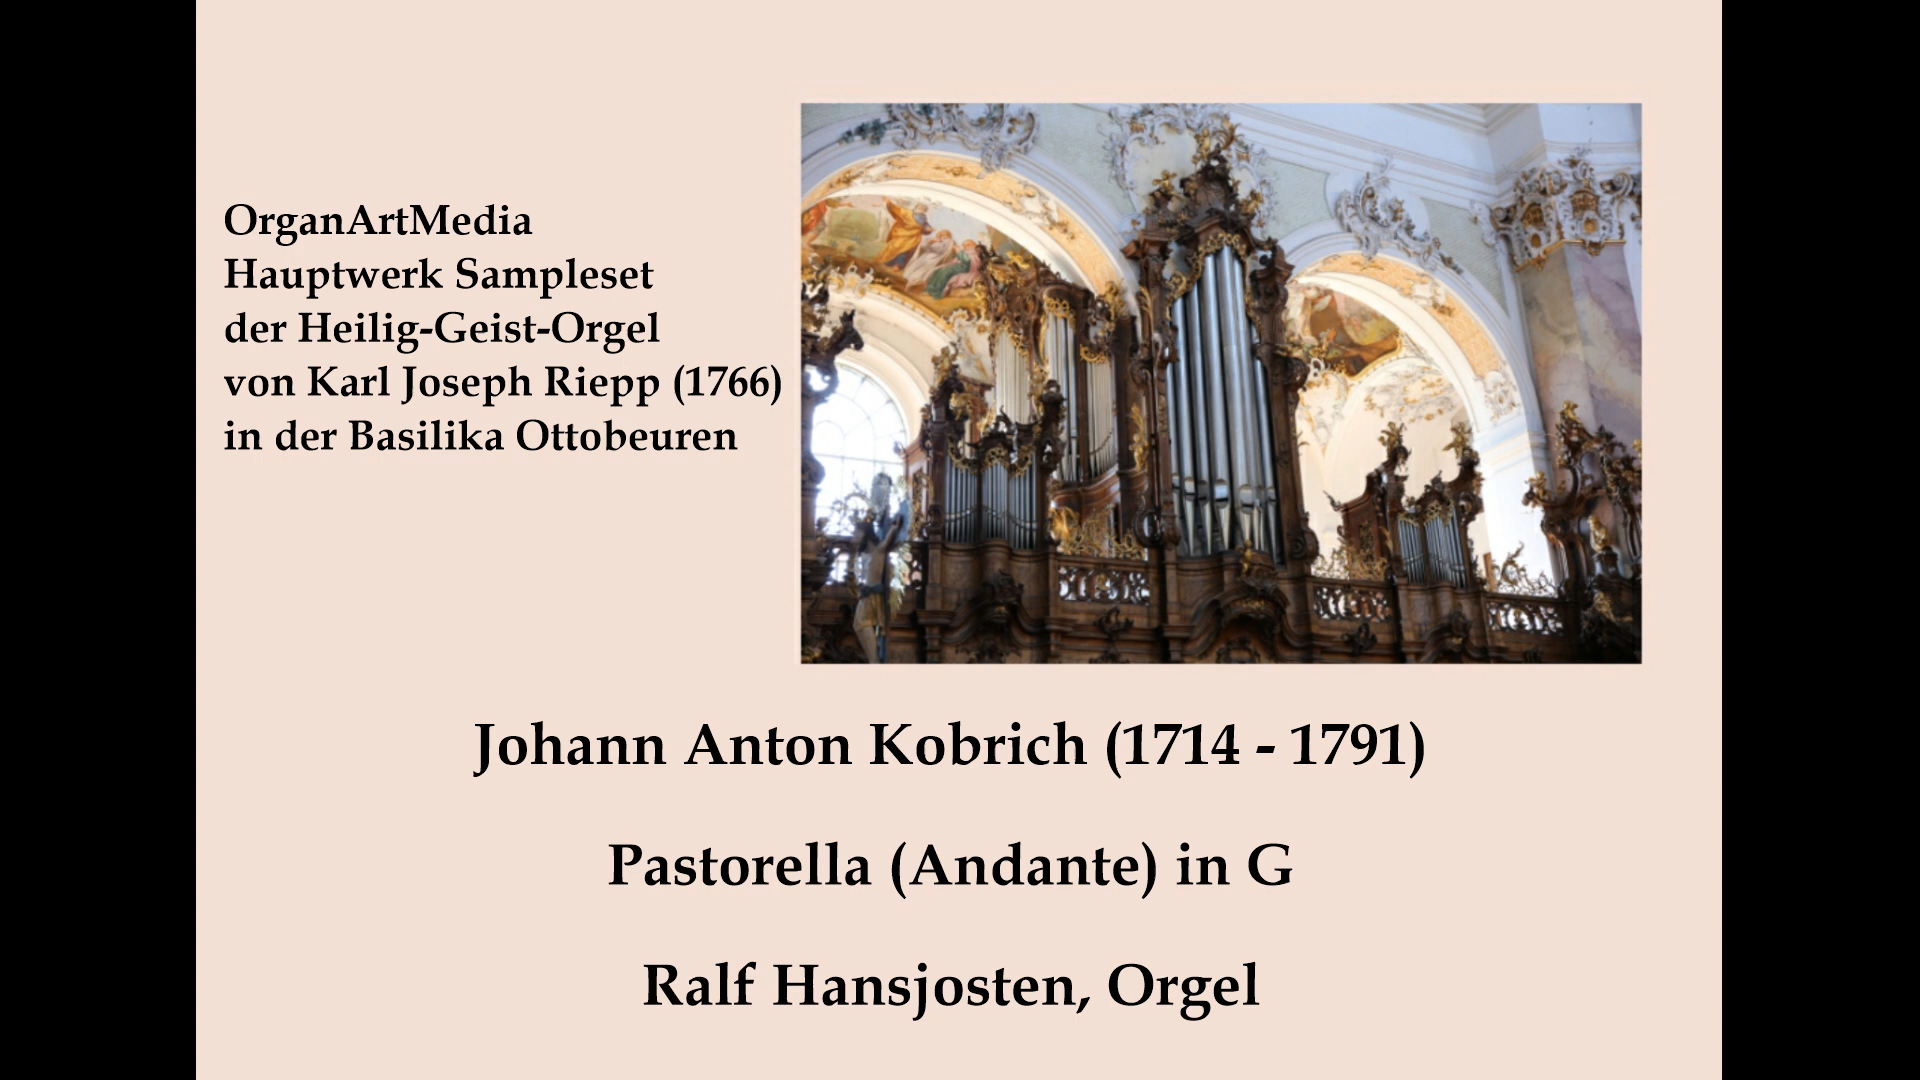 OrganArtMedia
Hauptwerk Sampleset
der Heilig-Geist-Orgel
von Karl Joseph Riepp (1766)
in der Basilika Ottobeuren
Johann Anton Kobrich (1714 - 1791)
Pastorella (Andante) in G
Ralf Hansjosten, Orgel